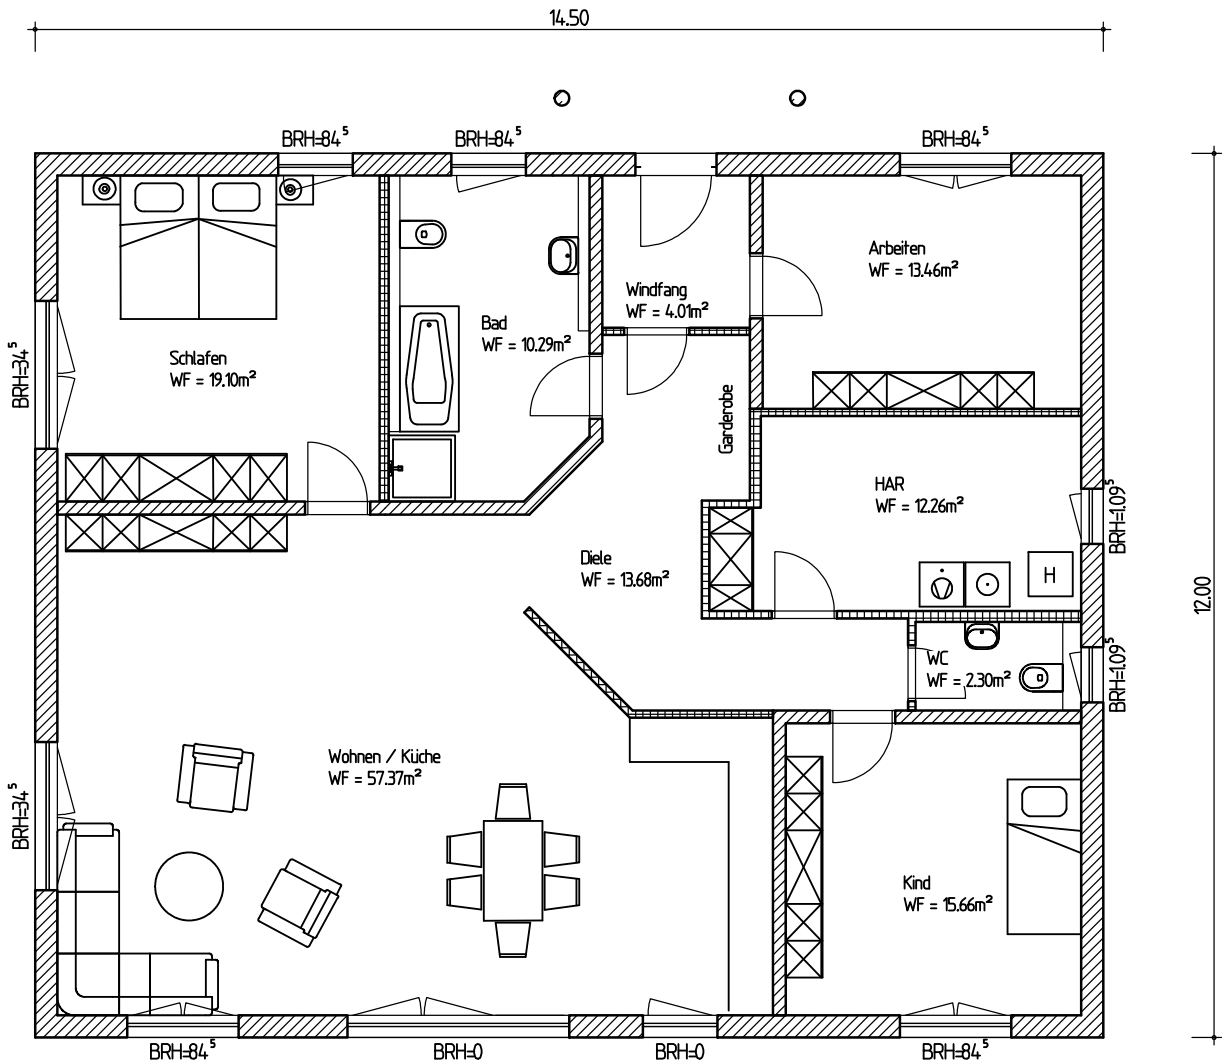 14.50
BRH=84⁵
BRH=84⁵
BRH=84⁵
Arbeiten
WF = 13.46m²
Windfang
WF = 4.01m²
Bad
WF = 10.29m²
Schlafen
WF = 19.10m²
BRH=34⁵
Garderobe
HAR
WF = 12.26m²
BRH=1.09⁵
Diele
WF = 13.68m²
H
12.00
WC
WF = 2.30m²
BRH=1.09⁵
Wohnen / Küche
WF = 57.37m²
BRH=34⁵
Kind
WF = 15.66m²
BRH=84⁵
BRH=0
BRH=0
BRH=84⁵